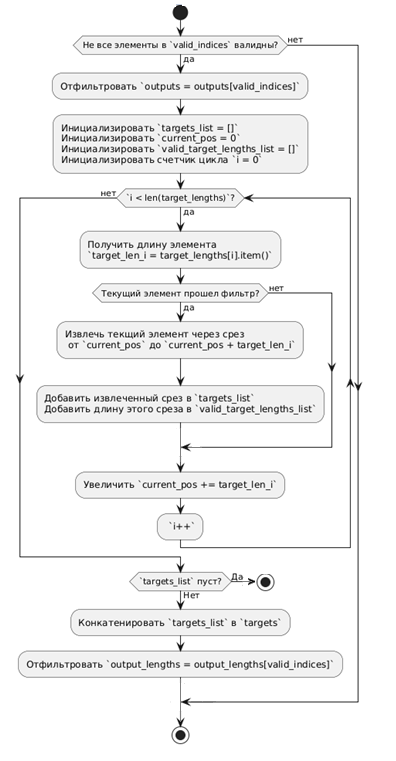 Не все элементы в `valid_indices` валидны?
нет
да
Отфильтровать `outputs = outputs[valid_indices]`
Инициализировать `targets_list = []`
Инициализировать `current_pos = 0`
Инициализировать `valid_target_lengths_list = []`
Инициализировать счетчик цикла `i = 0`
нет
`i < len(target_lengths)`?
да
Получить длину элемента
`target_len_i = target_lengths[i].item()`
Текущий элемент прошел фильтр?
нет
да
Извлечь текщий элемент через срез
от `current_pos` до `current_pos + target_len_i`
Добавить извлеченный срез в `targets_list`
Добавить длину этого среза в `valid_target_lengths_list`
Увеличить `current_pos += target_len_i`
`i++`
`targets_list` пуст?
Да
Нет
Конкатенировать `targets_list` в `targets`
Отфильтровать `output_lengths = output_lengths[valid_indices]`